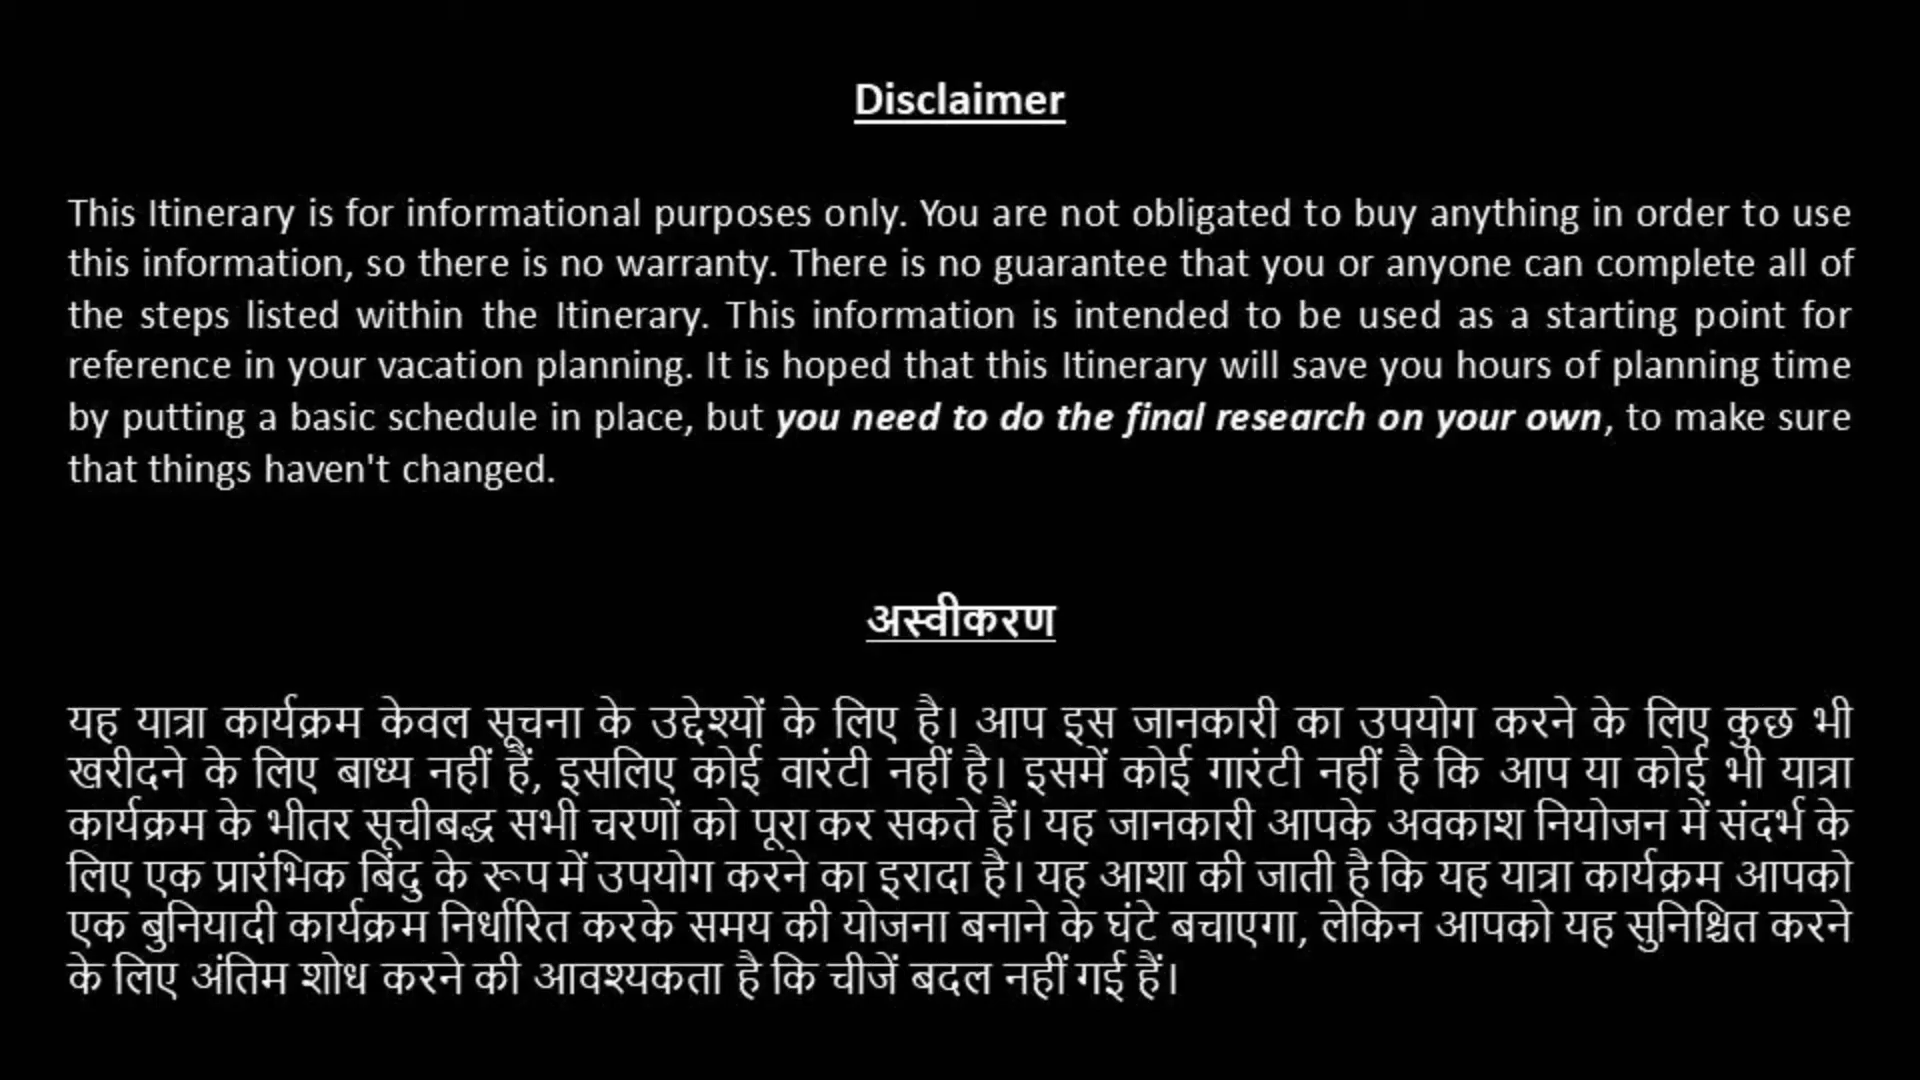 Disclaimer
This Itinerary is for informational purposes only. You are not obligated to buy anything in order to use
this information, so there is no warranty. There is no guarantee that you or anyone can complete all of
the steps listed within the Itinerary. This information is intended to be used as a starting point for
reference in your vacation planning. It is hoped that this Itinerary will save you hours of planning time
by putting a basic schedule in place, but you need to do the final research on your own, to make sure
that things haven't changed.
अस्वीकरण
यह यात्रा कार्यक्रम केवल सूचना के उद्देश्यों के लिए है। आप इस जानकारी का उपयोग करने के लिए कुछ भी
खरीदने के लिए बाध्य नहीं हैं, इसलिए कोई वारंटी नहीं है। इसमें कोई गारंटी नहीं है कि आप या कोई भी यात्रा
कार्यक्रम के भीतर सूचीबद्ध सभी चरणों को पूरा कर सकते हैं। यह जानकारी आपके अवकाश नियोजन में संदर्भ के
लिए एक प्रारंभिक बिंदु के रूप में उपयोग करने का इरादा है। यह आशा की जाती है कि यह यात्रा कार्यक्रम आपको
एक बुनियादी कार्यक्रम निर्धारित करके समय की योजना बनाने के घंटे बचाएगा, लेकिन आपको यह सुनिश्चित करने
के लिए अंतिम शोध करने की आवश्यकता है कि चीजें बदल नहीं गई हैं।